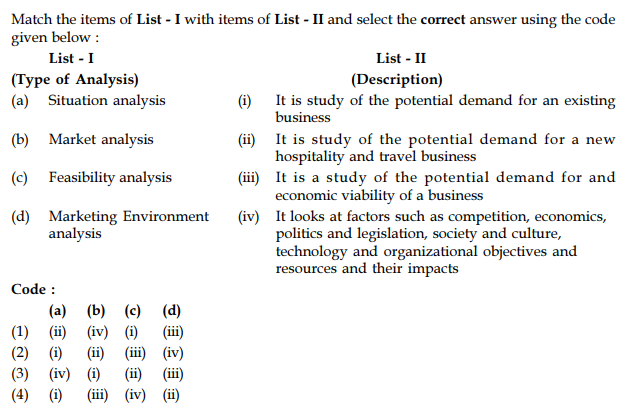 Match the items of List - I with items of List - II and select the correct answer using the code
given below :
List - I List - II
(Type of Analysis) (Description)
(a) Situation analysis (i) It is study of the potential demand for an existing
business
(b) Market analysis (ii) It is study of the potential demand for a new
hospitality and travel business
(c) Feasibility analysis (iii) It is a study of the potential demand for and
economic viability of a business
(d) Marketing Environment (iv) It looks at factors such as competition, economics,
analysis politics and legislation, society and culture,
technology and organizational objectives and
resources and their impacts
Code :
(a) (b) (c) (d)
(1) (ii) (iv) (i) (iii)
(2) (i) (ii) (iii) (iv)
(3) (iv) (i) (ii) (iii)
(4) (i) (iii) (iv) (ii)